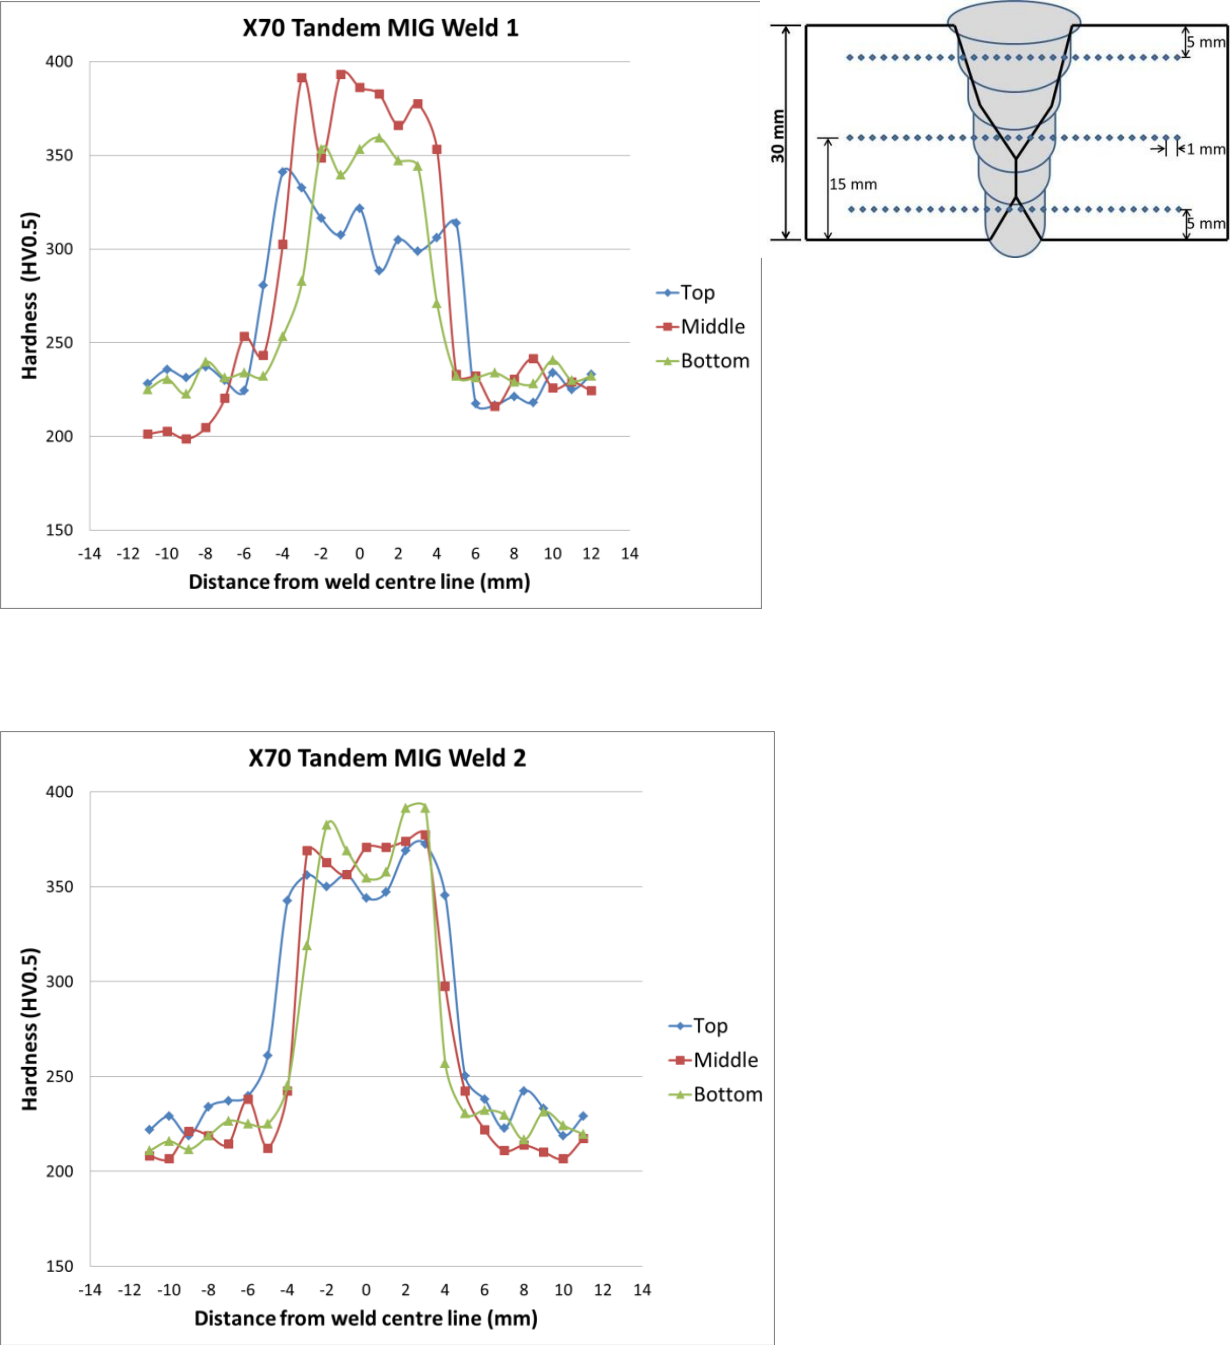 X70 Tandem MIG Weld 1
400
350
300
250
200
150
Hardness (HV0.5)
-14 -12 -10 -8 -6 -4 -2 0 2 4 6 8 10 12 14
Distance from weld centre line (mm)
Top
Middle
Bottom
30 mm
15 mm
5 mm
1 mm
5 mm
X70 Tandem MIG Weld 2
400
350
300
250
200
150
Hardness (HV0.5)
-14 -12 -10 -8 -6 -4 -2 0 2 4 6 8 10 12 14
Distance from weld centre line (mm)
Top
Middle
Bottom